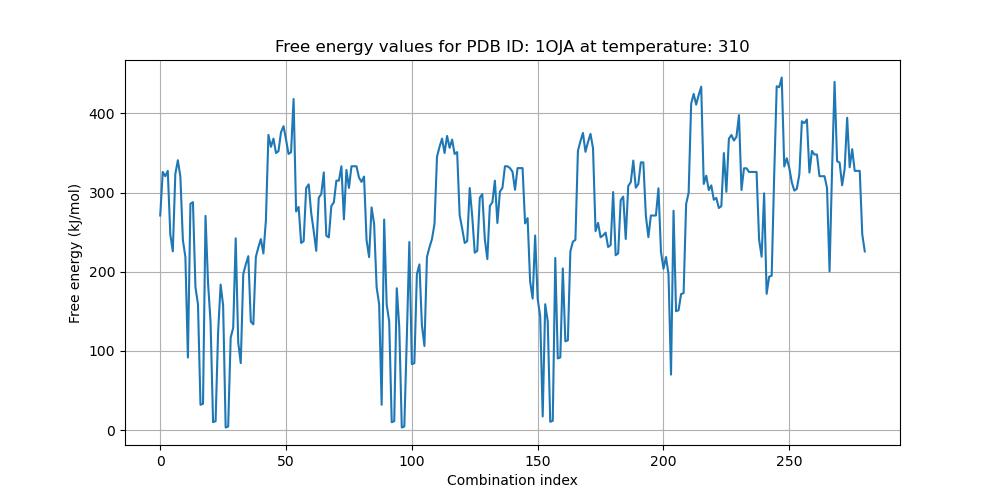 Free energy values for PDB ID: 1OJA at temperature: 310
Free energy (kJ/mol)
400
300
200
100
0
0 50 100 150 200 250
Combination index